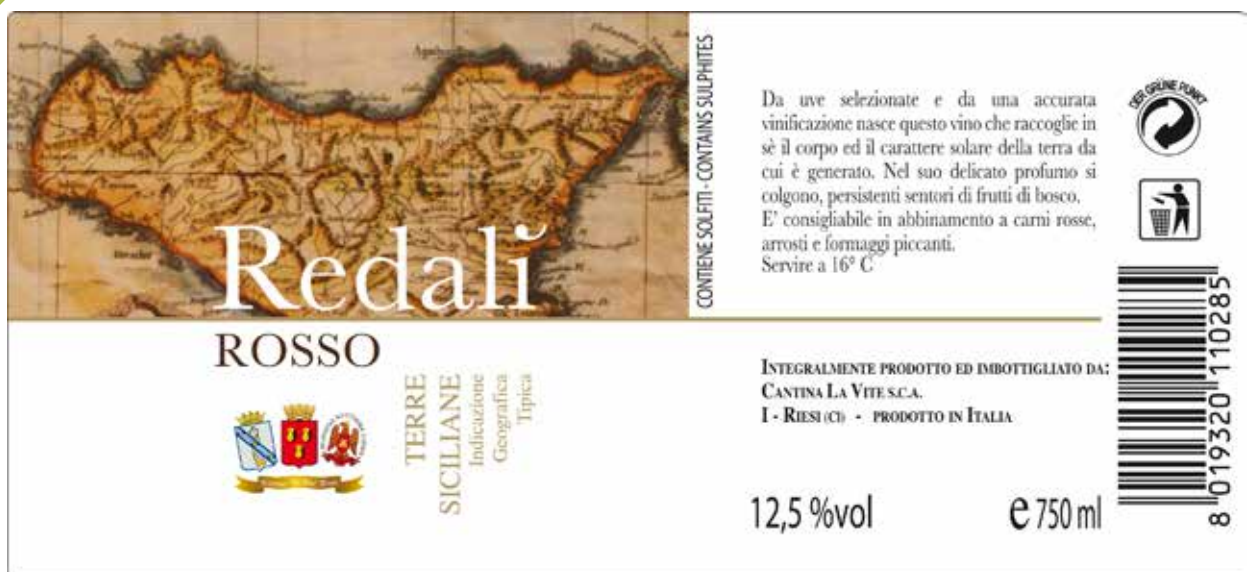 Redalĭ
ROSSO
TERRE
SICILIANE
Indicazione
Geografica
Tipica
CONTIENE SOLFITI - CONTAINS SULPHITES
Da uve selezionate e da una accurata
vinificazione nasce questo vino che raccoglie in
sè il corpo ed il carattere solare della terra da
cui è generato. Nel suo delicato profumo si
colgono, persistenti sentori di frutti di bosco.
E' consigliabile in abbinamento a carni rosse,
arrosti e formaggi piccanti.
Servire a 16° C
INTEGRALMENTE PRODOTTO ED IMBOTTIGLIATO DA:
CANTINA LA VITE S.C.A.
I - RIESI (Cl) - PRODOTTO IN ITALIA
12,5 %vol
e 750 ml
DER GRÜNE PUNKT
8 019320 110285